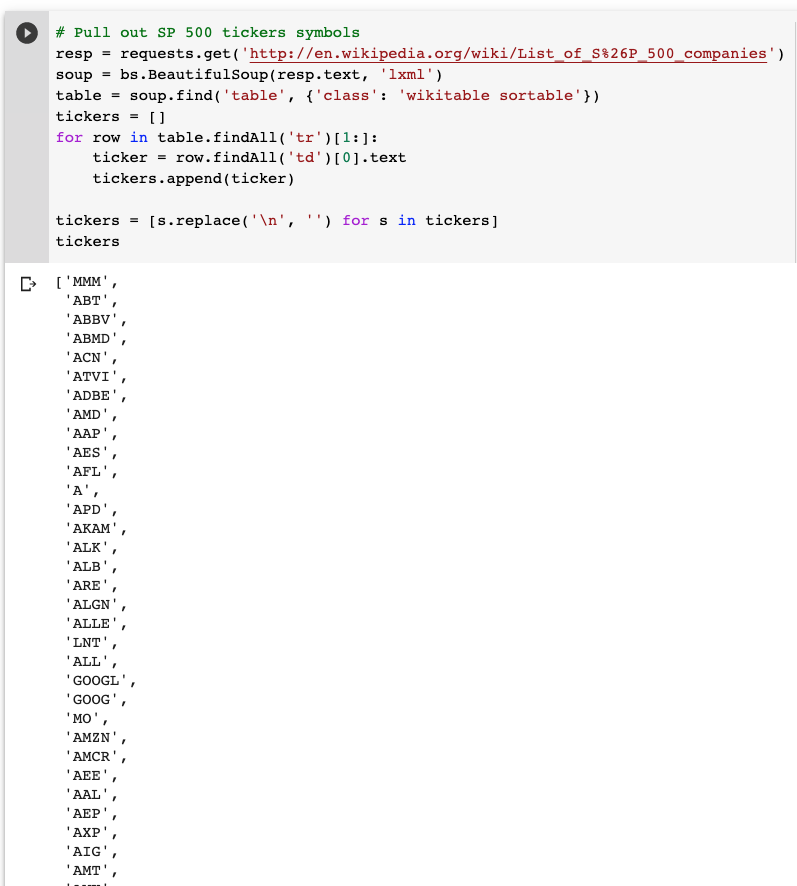 # Pull out SP 500 tickers symbols
resp = requests.get('http://en.wikipedia.org/wiki/List_of_S%26P_500_companies')
soup = bs.BeautifulSoup(resp.text, 'lxml')
table = soup.find('table', {'class': 'wikitable sortable'})
tickers = []
for row in table.findAll('tr')[1:]:
    ticker = row.findAll('td')[0].text
    tickers.append(ticker)

tickers = [s.replace('\n', '') for s in tickers]
tickers
['MMM',
 'ABT',
 'ABBV',
 'ABMD',
 'ACN',
 'ATVI',
 'ADBE',
 'AMD',
 'AAP',
 'AES',
 'AFL',
 'A',
 'APD',
 'AKAM',
 'ALK',
 'ALB',
 'ARE',
 'ALGN',
 'ALLE',
 'LNT',
 'ALL',
 'GOOGL',
 'GOOG',
 'MO',
 'AMZN',
 'AMCR',
 'AEE',
 'AAL',
 'AEP',
 'AXP',
 'AIG',
 'AMT',